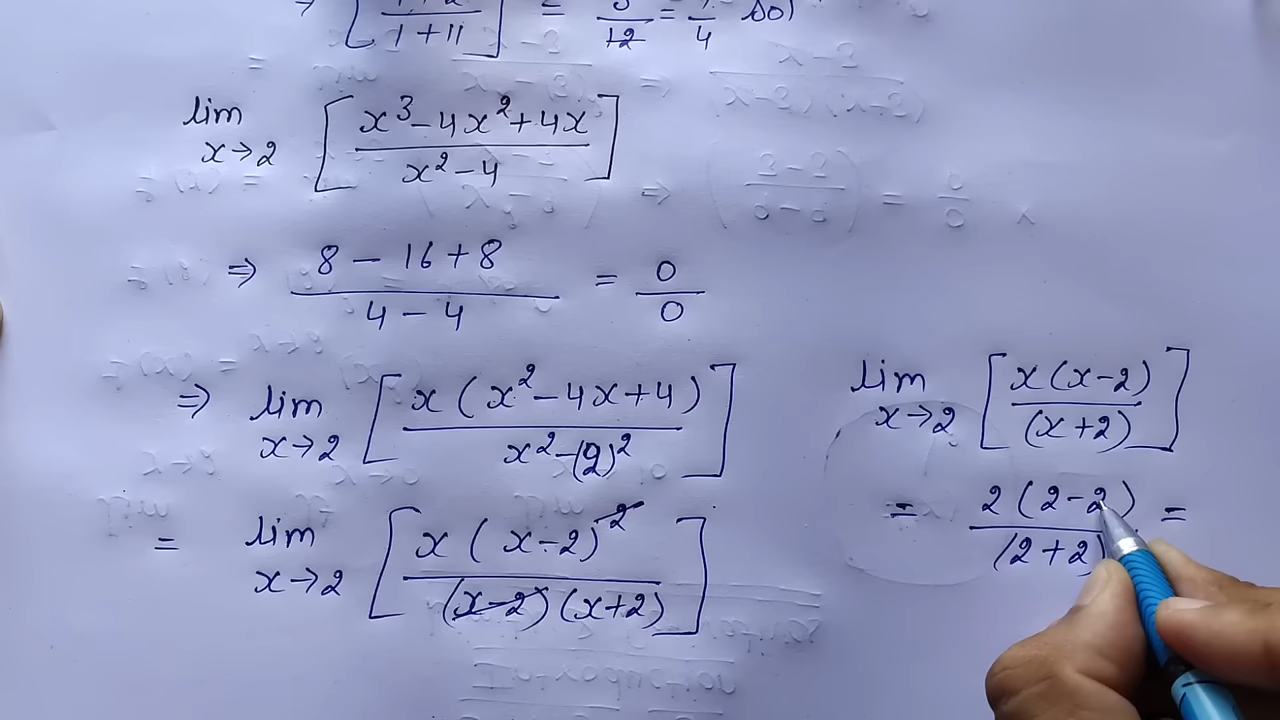 1+11 = 3/12 = 1/4 Sol
lim x→2 [ (x³ - 4x² + 4x) / (x² - 4) ]
⇒ (8 - 16 + 8) / (4 - 4) = 0/0
⇒ lim x→2 [ x (x² - 4x + 4) / (x² - (2)²) ]
= lim x→2 [ x (x-2)² / ((x-2) (x+2)) ]
lim x→2 [ x (x-2) / (x+2) ]
= 2 (2-2) / (2+2) =